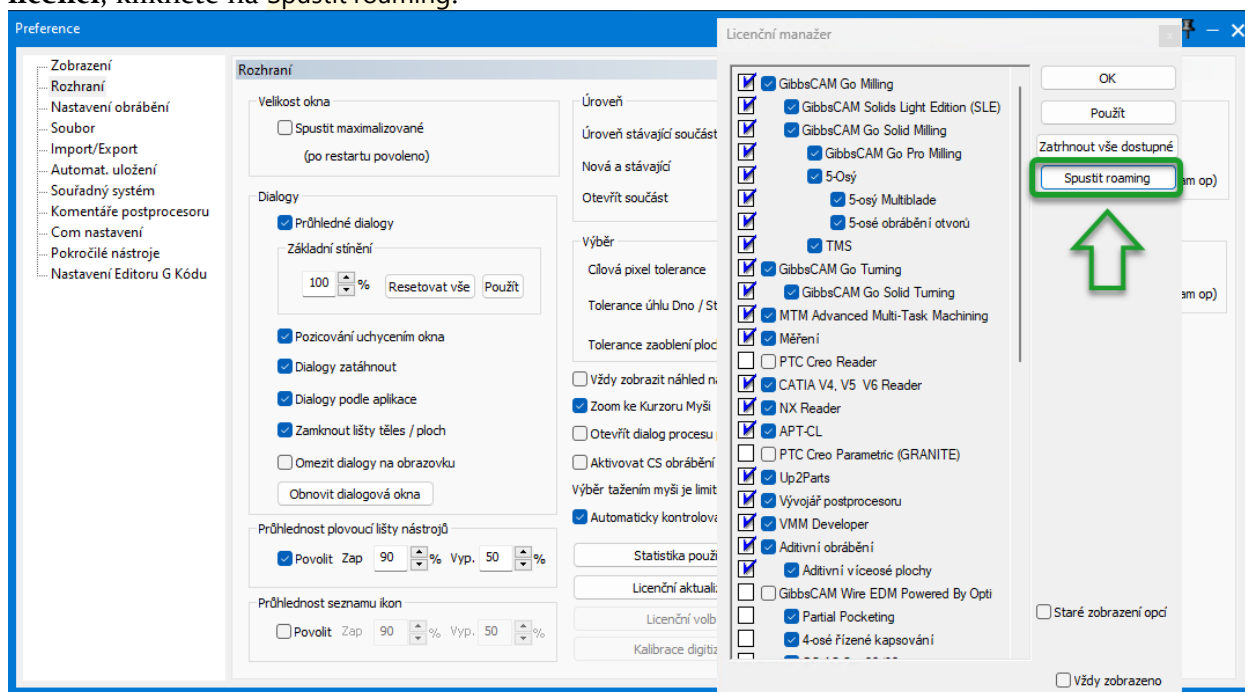 licenci, kliknete na Spustit roaming.
Preference
Zobrazení
Rozhraní
Nastavení obrábění
Soubor
Import/Export
Automat. uložení
Souřadný systém
Komentáře postprocesoru
Com nastavení
Pokročilé nástroje
Nastavení Editoru G Kódu
Rozhraní
Velikost okna
Spustit maximalizované
(po restartu povoleno)
Dialogy
Průhledné dialogy
Základní stínění
100 % Resetovat vše Použít
Pozicování uchycením okna
Dialogy zatáhnout
Dialogy podle aplikace
Zamknout lišty těles / ploch
Omezit dialogy na obrazovku
Obnovit dialogová okna
Průhlednost plovoucí lišty nástrojů
Povolit Zap 90 % Vyp. 50 %
Průhlednost seznamu ikon
Povolit Zap 90 % Vyp. 50 %
Úroveň
Úroveň stávající součást
Nová a stávající
Otevřít součást
Výběr
Cílová pixel tolerance
Tolerance úhlu Dno / St
Tolerance zaoblení ploc
Vždy zobrazit náhled n
Zoom ke Kurzoru Myši
Otevřít dialog procesu
Aktivovat CS obrábění
Výběr tažením myši je limit
Automaticky kontrolova
Statistika použi
Licenční aktuali
Licenční volb
Kalibrace digitiz
Licenční manažer
GibbsCAM Go Milling
GibbsCAM Solids Light Edition (SLE)
GibbsCAM Go Solid Milling
GibbsCAM Go Pro Milling
5-Osý
5-osý Multiblade
5-osé obrábění otvorů
TMS
GibbsCAM Go Turning
GibbsCAM Go Solid Turning
MTM Advanced Multi-Task Machining
Měření
PTC Creo Reader
CATIA V4, V5 V6 Reader
NX Reader
APT-CL
PTC Creo Parametric (GRANITE)
Up2Parts
Vývojář postprocesoru
VMM Developer
Aditivní obrábění
Aditivní víceosé plochy
GibbsCAM Wire EDM Powered By Opti
Partial Pocketing
4-osé řízené kapsování
OK
Použít
Zatrhnout vše dostupné
Spustit roaming
am op)
am op)
Staré zobrazení opcí
Vždy zobrazeno